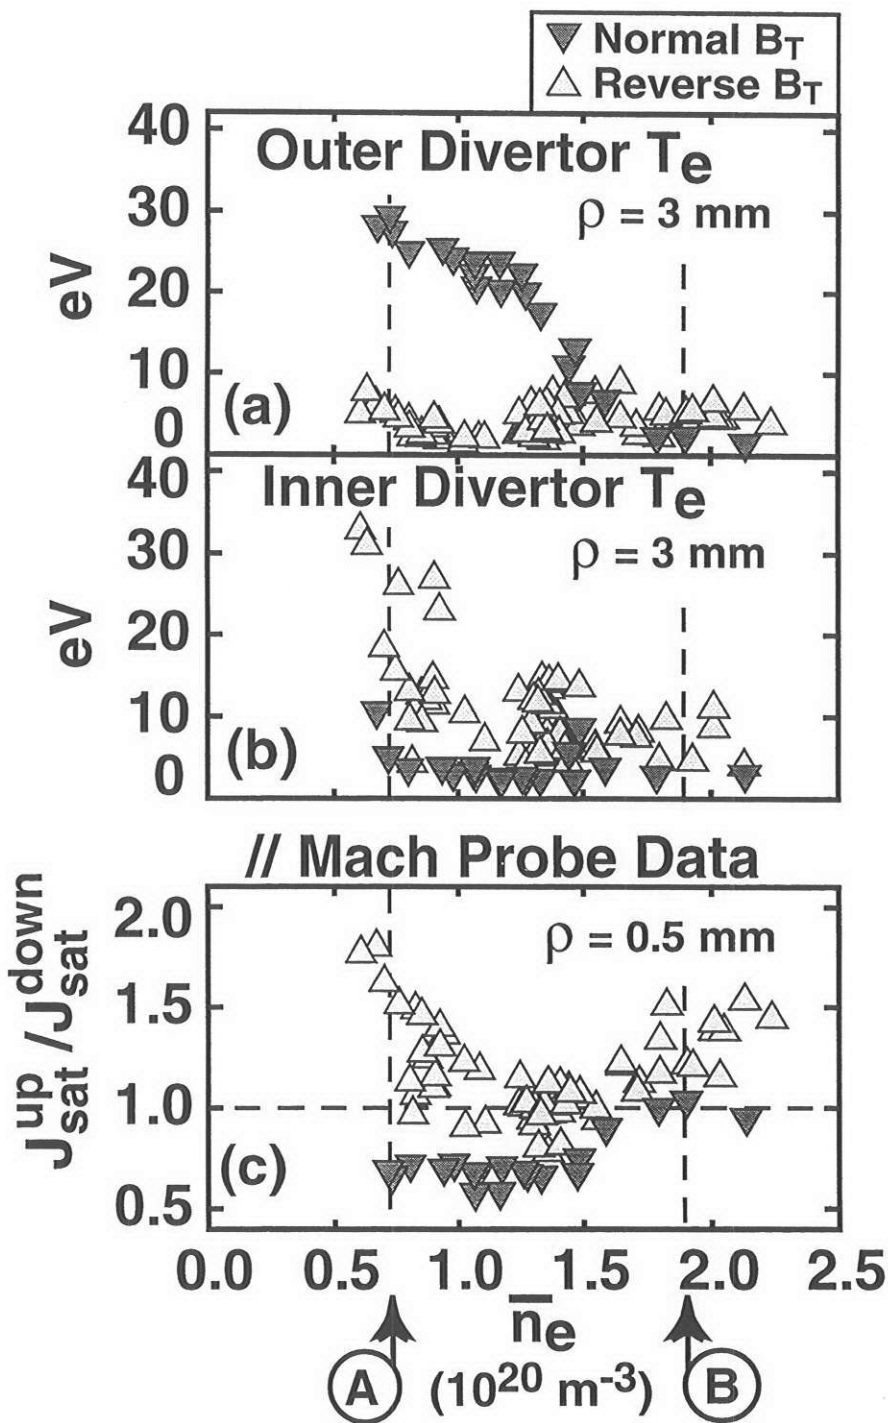 Normal B_T
Reverse B_T
40
Outer Divertor T_e
30
ρ = 3 mm
eV
20
10
(a)
0
40
Inner Divertor T_e
30
ρ = 3 mm
eV
20
10
(b)
0
// Mach Probe Data
J_sat^up / J_sat^down
2.0
ρ = 0.5 mm
1.5
1.0
(c)
0.5
0.0 0.5 1.0 1.5 2.0 2.5
n̅_e
A (10^20 m^-3) B